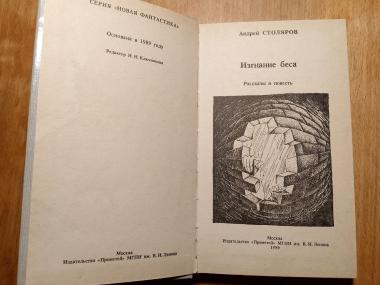 СЕРИЯ «НОВАЯ ФАНТАСТИКА»
Основана в 1989 году
Редактор
Москва
Издательство «Прометей» МГПИ им. В. И. Ленина
Андрей СТОЛЯРОВ
Изгнание беса
Рассказы и повесть
Москва
Издательство «Прометей» МГПИ им. В. И. Ленина
1989